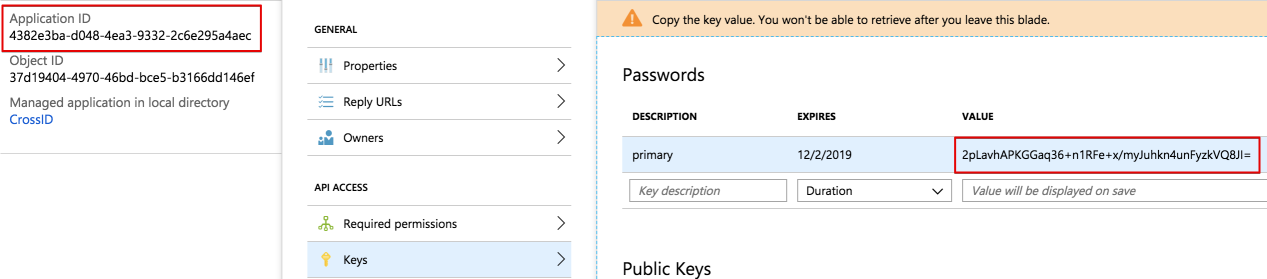 Application ID
4382e3ba-d048-4ea3-9332-2c6e295a4aec
Object ID
37d19404-4970-46bd-bce5-b3166dd146ef
Managed application in local directory
CrossID
GENERAL
Properties
Reply URLs
Owners
API ACCESS
Required permissions
Keys
Copy the key value. You won't be able to retrieve after you leave this blade.
Passwords
DESCRIPTION EXPIRES VALUE
primary 12/2/2019 2pLavhAPKGGaq36+n1RFe+x/myJuhkn4unFyzkVQ8JI=
Key description Duration Value will be displayed on save
Public Keys